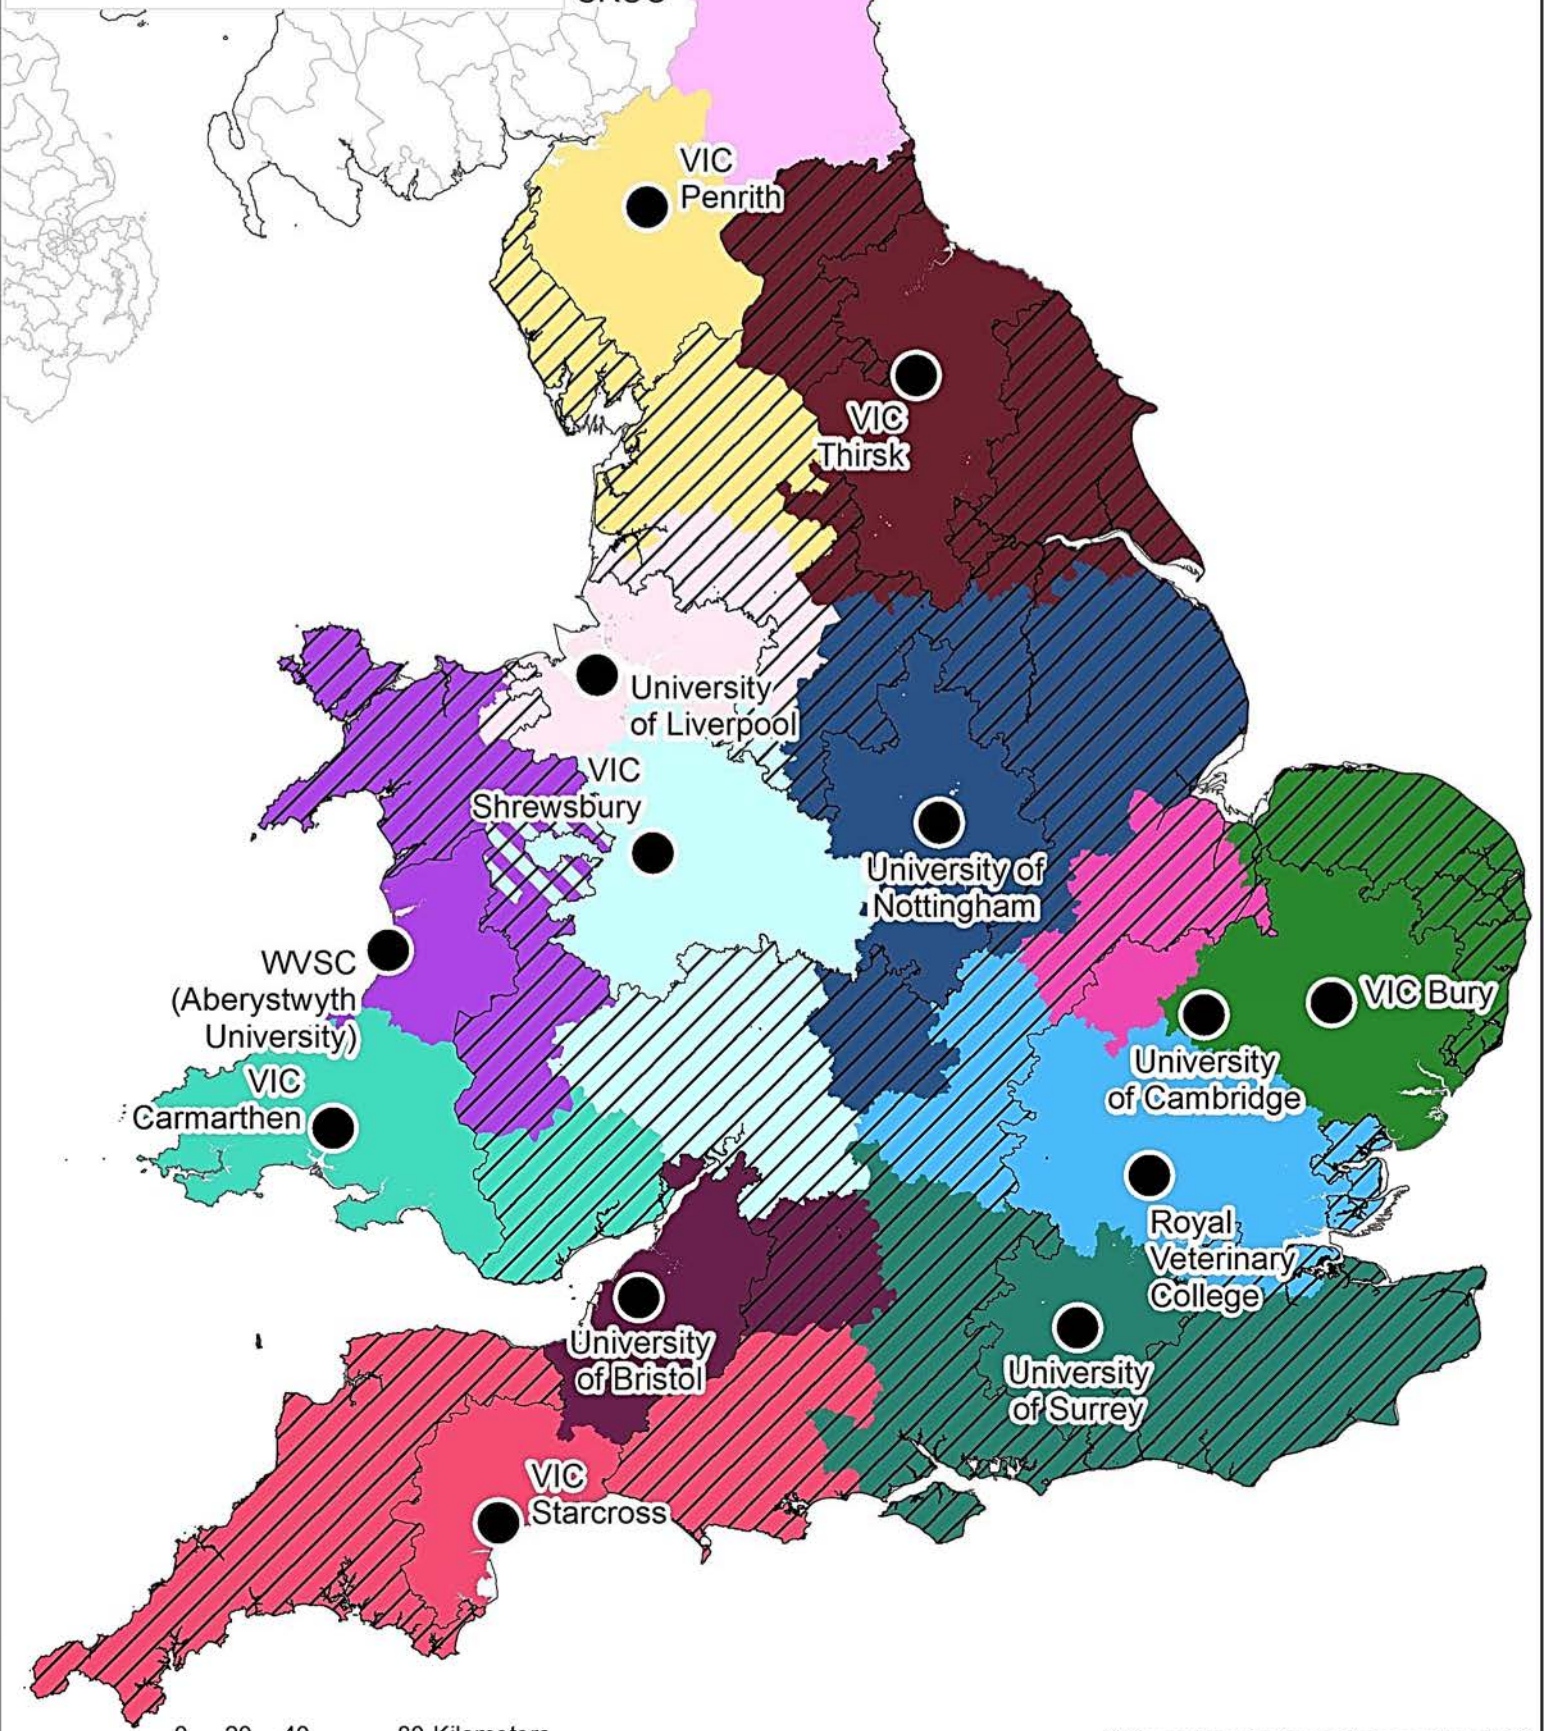 VIC
Penrith
VIC
Thirsk
University
of Liverpool
VIC
Shrewsbury
University of
Nottingham
WVSC
(Aberystwyth
University)
VIC Bury
University
of Cambridge
VIC
Carmarthen
Royal
Veterinary
College
University
of Bristol
University
of Surrey
VIC
Starcross